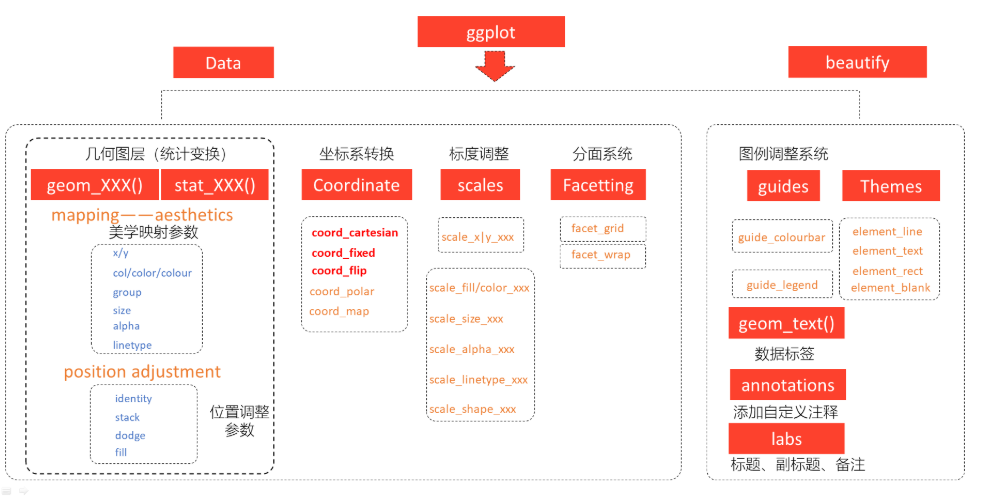 ggplot
Data
beautify
几何图层（统计变换）
geom_XXX()
stat_XXX()
mapping——aesthetics
美学映射参数
x/y
col/color/colour
group
size
alpha
linetype
position adjustment
identity
stack
dodge
fill
位置调整
参数
坐标系转换
Coordinate
coord_cartesian
coord_fixed
coord_flip
coord_polar
coord_map
标度调整
scales
scale_x|y_xxx
scale_fill/color_xxx
scale_size_xxx
scale_alpha_xxx
scale_linetype_xxx
scale_shape_xxx
分面系统
Facetting
facet_grid
facet_wrap
图例调整系统
guides
guide_colourbar
guide_legend
Themes
element_line
element_text
element_rect
element_blank
geom_text()
数据标签
annotations
添加自定义注释
labs
标题、副标题、备注